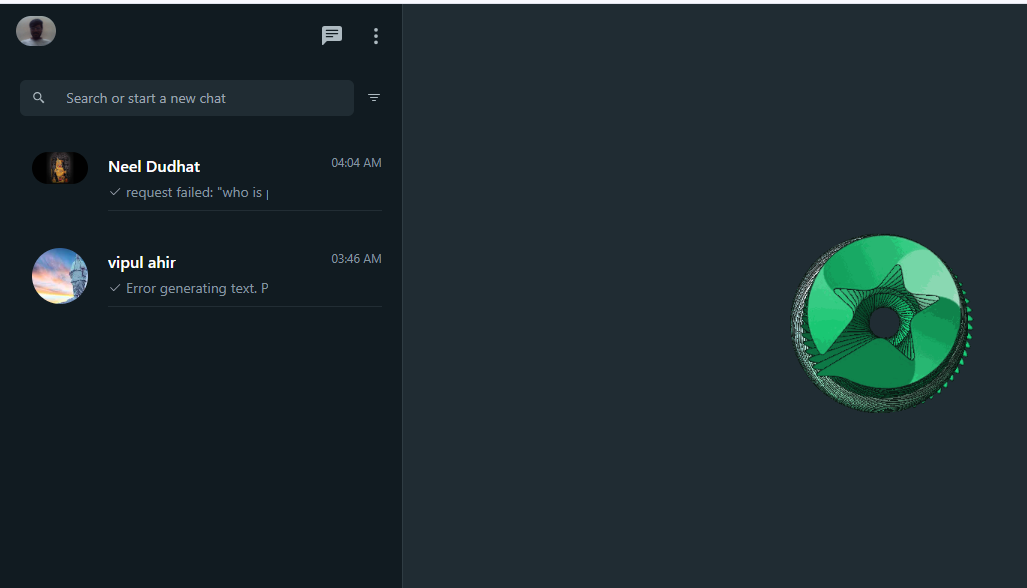 Search or start a new chat
Neel Dudhat
04:04 AM
request failed: "who is
vipul ahir
03:46 AM
Error generating text. P